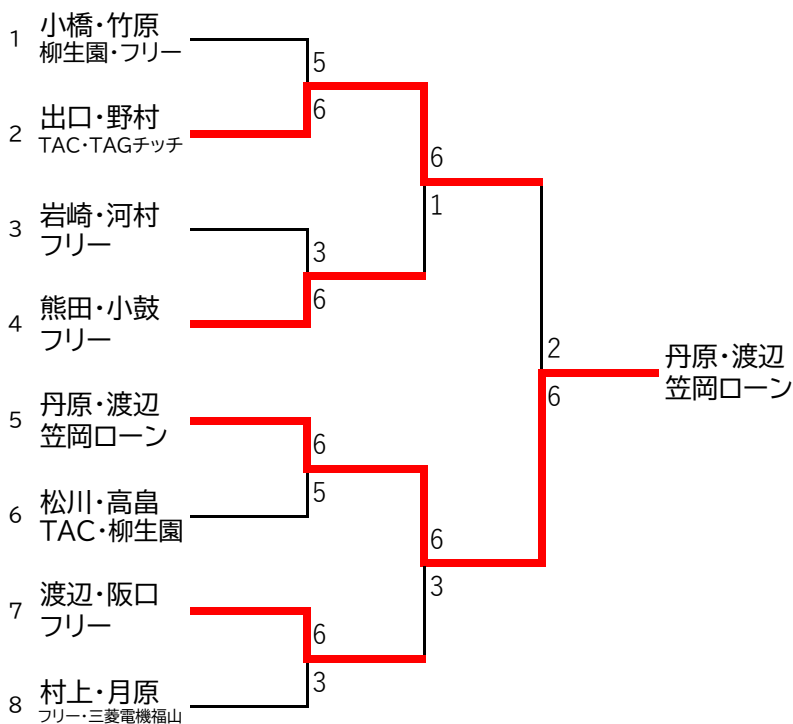 1
小橋・竹原
柳生園・フリー
5
6
2
出口・野村
TAC・TAGチッチ
6
1
3
岩崎・河村
フリー
3
6
4
熊田・小鼓
フリー
2
6
丹原・渡辺
笠岡ローン
5
丹原・渡辺
笠岡ローン
6
5
6
松川・高畠
TAC・柳生園
6
3
7
渡辺・阪口
フリー
6
3
8
村上・月原
フリー・三菱電機福山